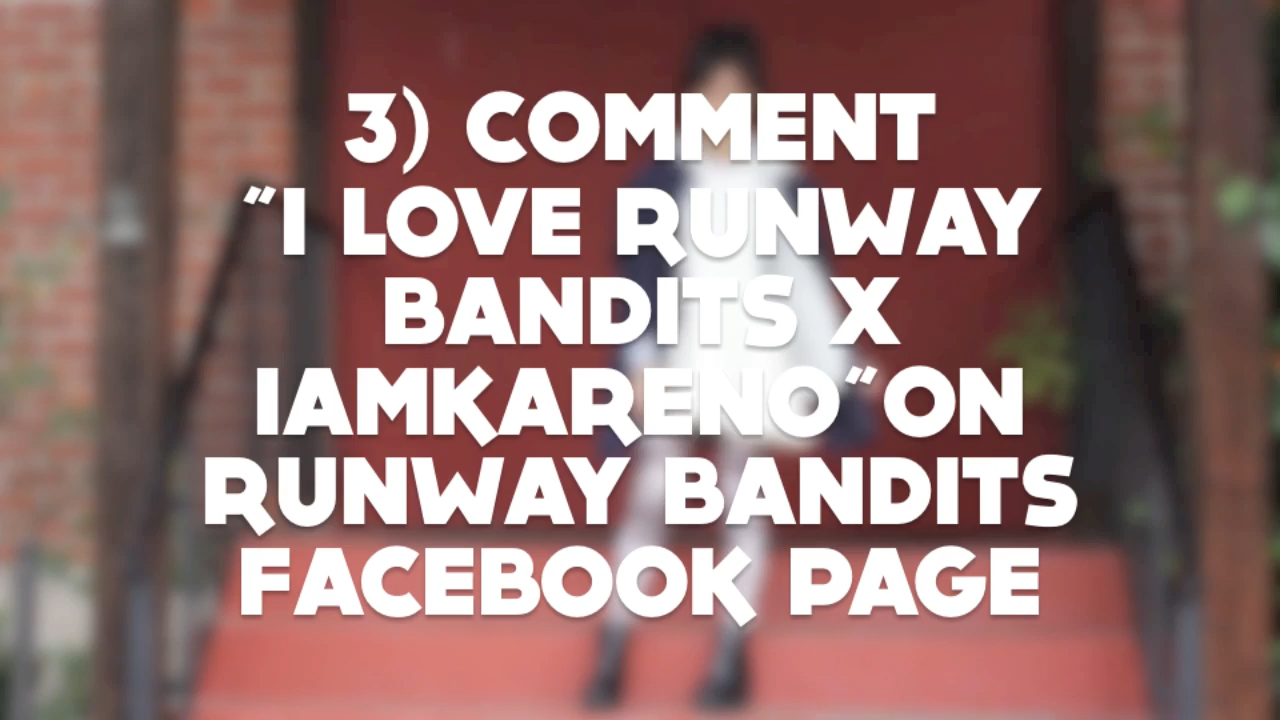 3) COMMENT
"I LOVE RUNWAY
BANDITS X
IAMKARENO"ON
RUNWAY BANDITS
FACEBOOK PAGE